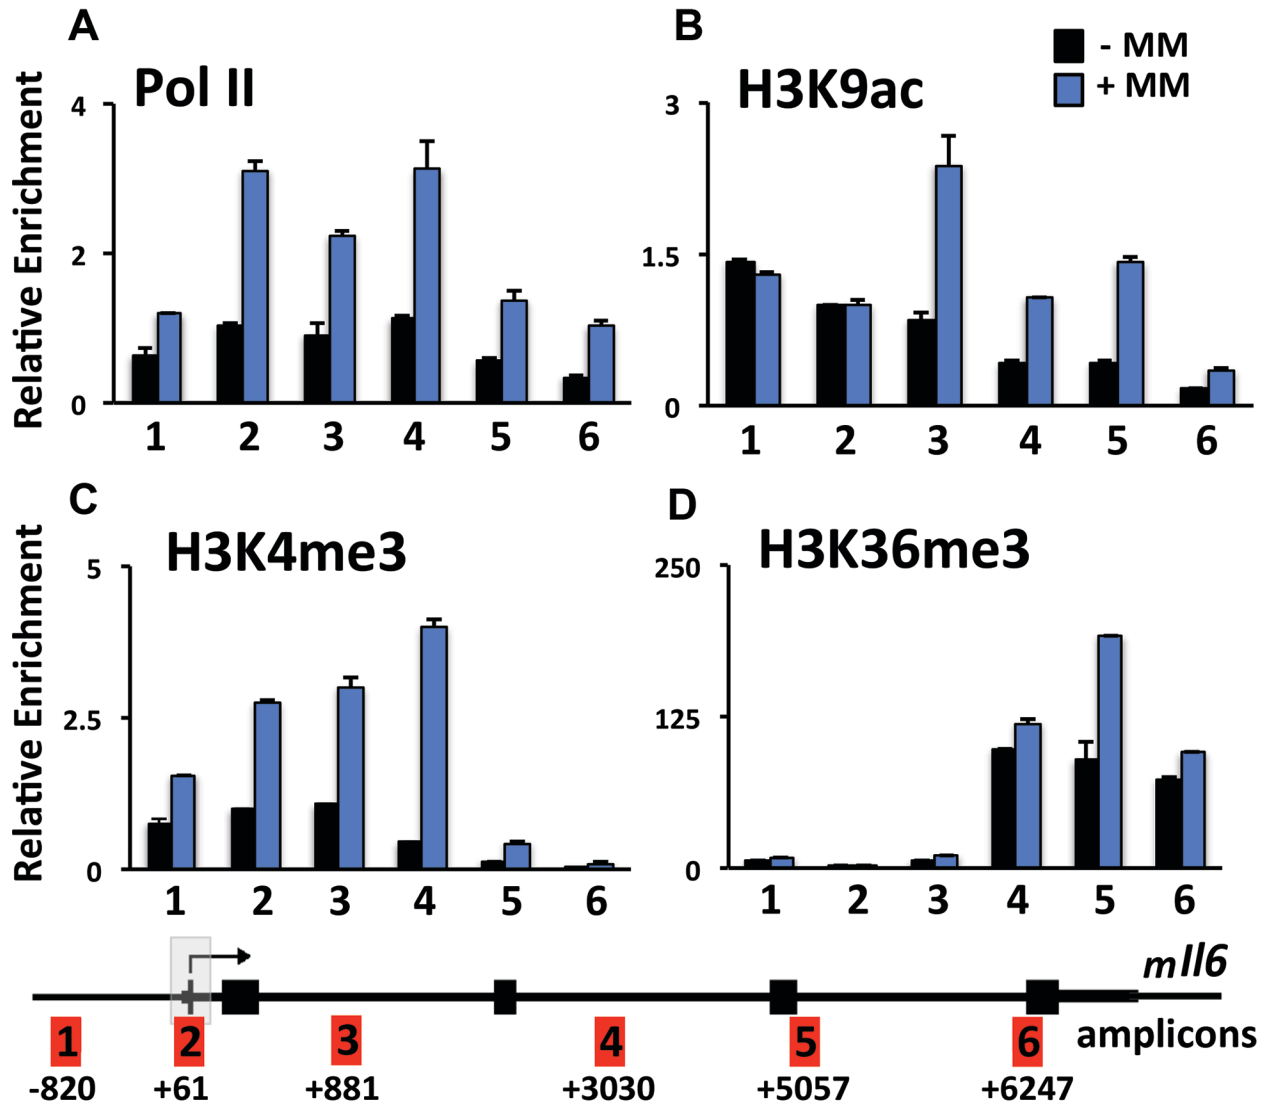 A
B
- MM
+ MM
Pol II
H3K9ac
Relative Enrichment
4
2
0
1 2 3 4 5 6
3
1.5
0
1 2 3 4 5 6
C
D
H3K4me3
H3K36me3
Relative Enrichment
5
2.5
0
1 2 3 4 5 6
250
125
0
1 2 3 4 5 6
mIl6
1 2 3 4 5 6 amplicons
-820 +61 +881 +3030 +5057 +6247